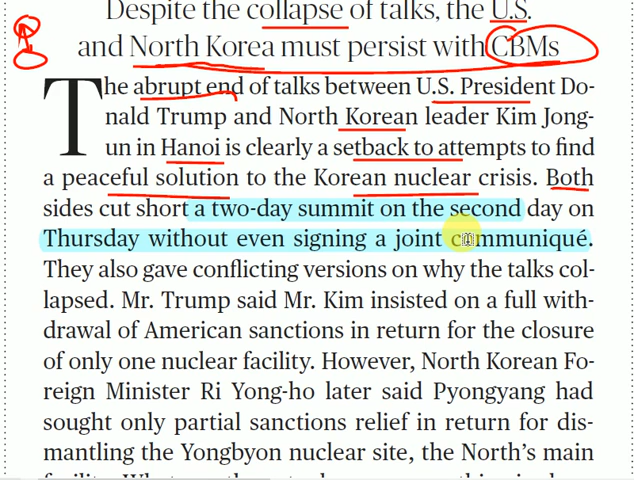 Despite the collapse of talks, the U.S.
and North Korea must persist with CBMs
The abrupt end of talks between U.S. President Do-
nald Trump and North Korean leader Kim Jong-
un in Hanoi is clearly a setback to attempts to find
a peaceful solution to the Korean nuclear crisis. Both
sides cut short a two-day summit on the second day on
Thursday without even signing a joint communiqué.
They also gave conflicting versions on why the talks col-
lapsed. Mr. Trump said Mr. Kim insisted on a full with-
drawal of American sanctions in return for the closure
of only one nuclear facility. However, North Korean Fo-
reign Minister Ri Yong-ho later said Pyongyang had
sought only partial sanctions relief in return for dis-
mantling the Yongbyon nuclear site, the North's main